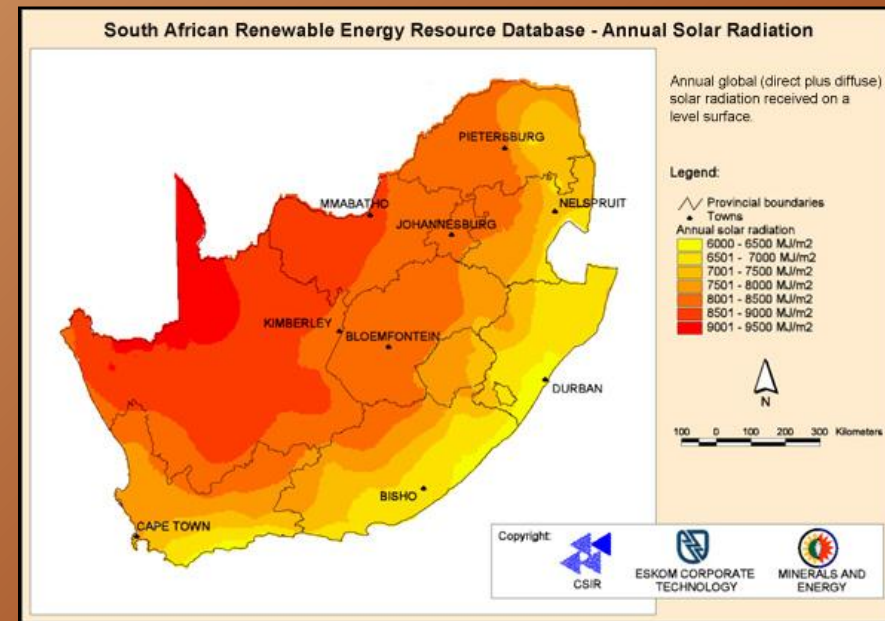 South African Renewable Energy Resource Database - Annual Solar Radiation
Annual global (direct plus diffuse)
solar radiation received on a
level surface.
Legend:
Provincial boundaries
Towns
Annual solar radiation
6000 - 6500 MJ/m2
6501 - 7000 MJ/m2
7001 - 7500 MJ/m2
7501 - 8000 MJ/m2
8001 - 8500 MJ/m2
8501 - 9000 MJ/m2
9001 - 9500 MJ/m2
N
100 0 100 200 300 Kilometers
PIETERSBURG
MMABATHO
NELSPRUIT
JOHANNESBURG
KIMBERLEY
BLOEMFONTEIN
DURBAN
BISHO
CAPE TOWN
Copyright:
CSIR
ESKOM CORPORATE
TECHNOLOGY
MINERALS AND
ENERGY